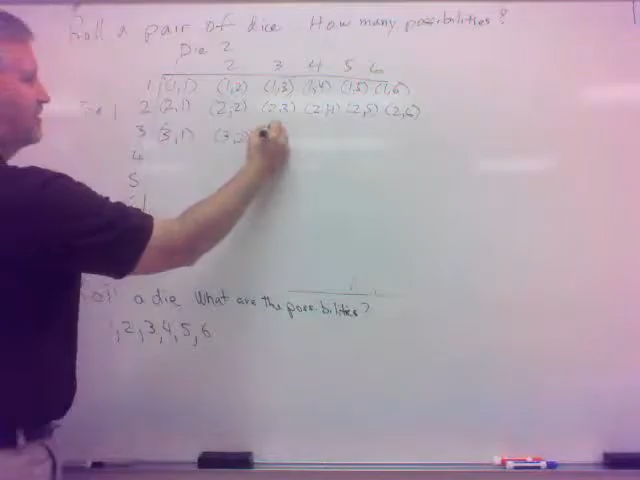 Roll a pair of dice How many possibilities?
Die 2
2 3 4 5 6
1 (1,1) (1,2) (1,3) (1,4) (1,5) (1,6)
2 (2,1) (2,2) (2,3) (2,4) (2,5) (2,6)
3 (3,1) (3,2)
4
5
a die What are the possibilities?
,2,3,4,5,6